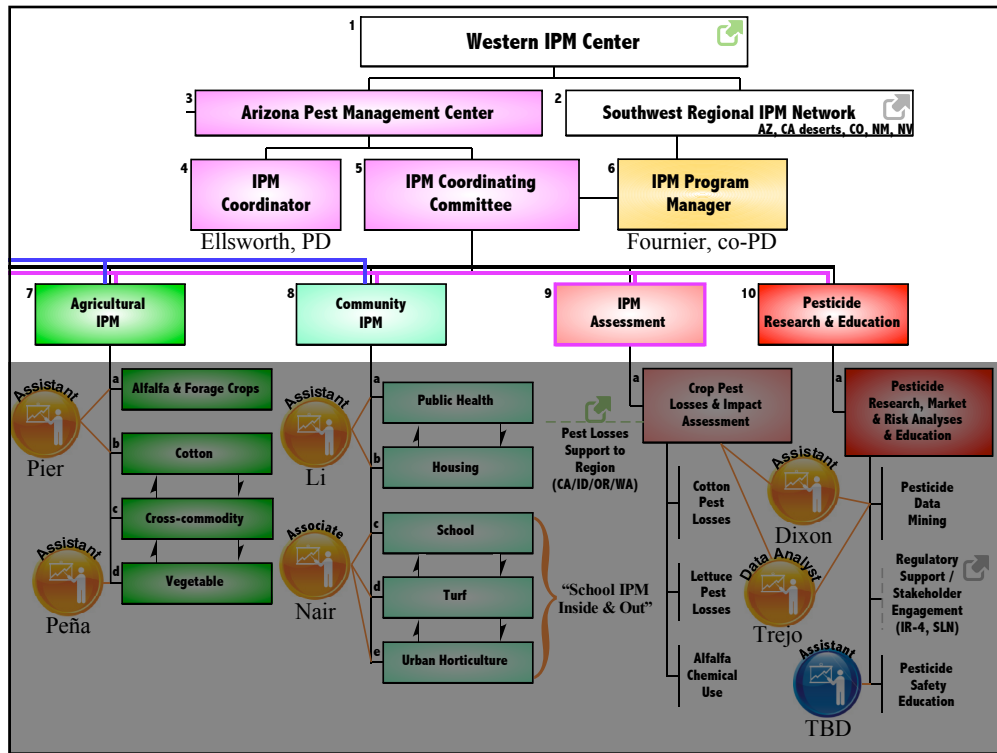 1
Western IPM Center
3
Arizona Pest Management Center
2
Southwest Regional IPM Network
AZ, CA deserts, CO, NM, NV
4
IPM
Coordinator
Ellsworth, PD
5
IPM Coordinating
Committee
6
IPM Program
Manager
Fournier, co-PD
7
Agricultural
IPM
8
Community
IPM
9
IPM
Assessment
10
Pesticide
Research & Education
Assistant
Pier
a
Alfalfa & Forage Crops
b
Cotton
c
Cross-commodity
Assistant
Peña
d
Vegetable
Assistant
Li
a
Public Health
b
Housing
Associate
Nair
c
School
d
Turf
e
Urban Horticulture
“School IPM
Inside & Out”
Pest Losses
Support to
Region
(CA/ID/OR/WA)
a
Crop Pest
Losses & Impact
Assessment
Cotton
Pest
Losses
Lettuce
Pest
Losses
Alfalfa
Chemical
Use
Assistant
Dixon
Data Analyst
Trejo
Assistant
TBD
a
Pesticide
Research, Market
& Risk Analyses
& Education
Pesticide
Data
Mining
Regulatory
Support /
Stakeholder
Engagement
(IR-4, SLN)
Pesticide
Safety
Education